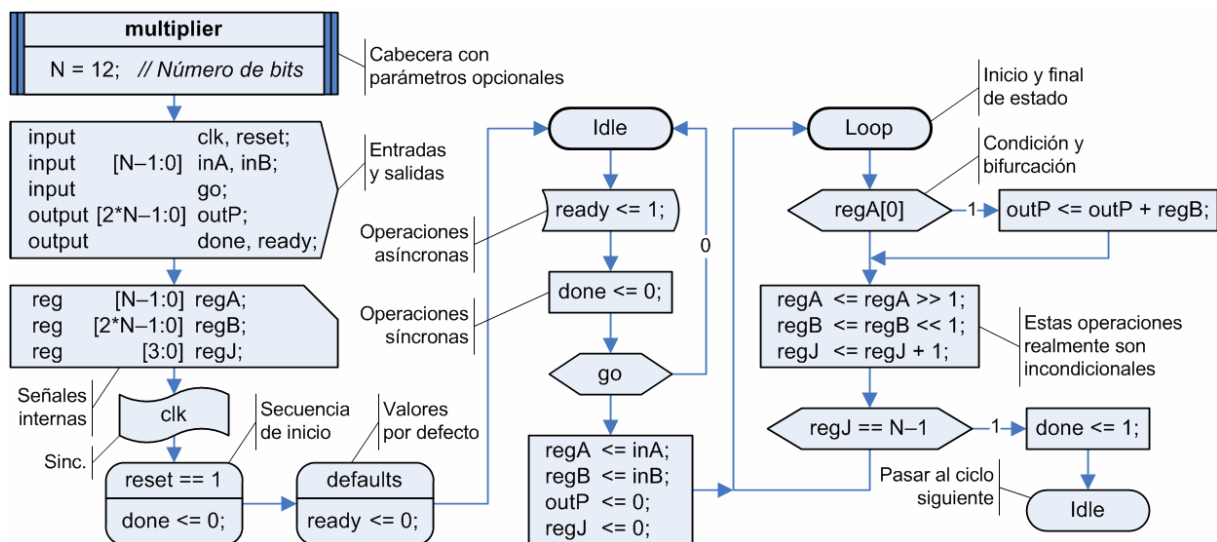 multiplier
N = 12; // Número de bits
Cabecera con
parámetros opcionales
input clk, reset;
input [N–1:0] inA, inB;
input go;
output [2*N–1:0] outP;
output done, ready;
Entradas
y salidas
reg [N–1:0] regA;
reg [2*N–1:0] regB;
reg [3:0] regJ;
Señales
internas
clk
Sinc.
Secuencia
de inicio
reset == 1
done <= 0;
Valores
por defecto
defaults
ready <= 0;
Idle
ready <= 1;
Operaciones
asíncronas
done <= 0;
Operaciones
síncronas
go
0
regA <= inA;
regB <= inB;
outP <= 0;
regJ <= 0;
Inicio y final
de estado
Loop
Condición y
bifurcación
regA[0]
1
outP <= outP + regB;
regA <= regA >> 1;
regB <= regB << 1;
regJ <= regJ + 1;
Estas operaciones
realmente son
incondicionales
regJ == N–1
1
done <= 1;
Pasar al ciclo
siguiente
Idle